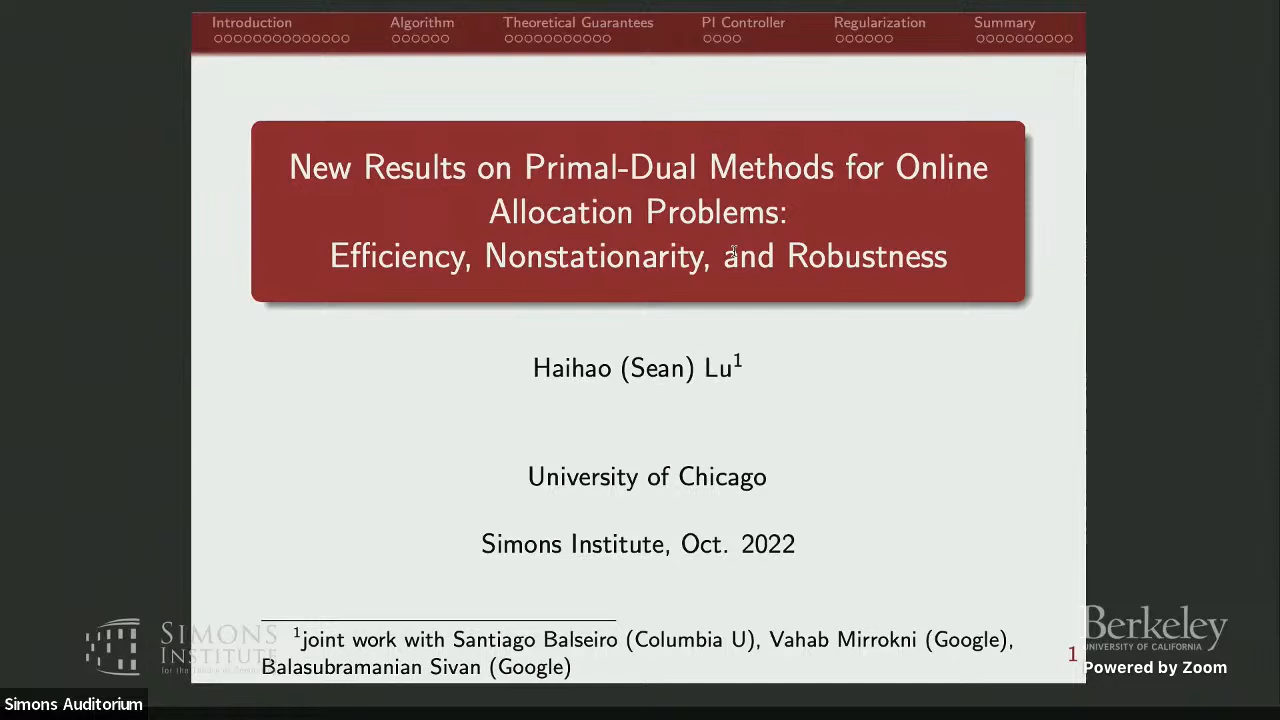 Introduction Algorithm Theoretical Guarantees PI Controller Regularization Summary
New Results on Primal-Dual Methods for Online
Allocation Problems:
Efficiency, Nonstationarity, and Robustness
Haihao (Sean) Lu1
University of Chicago
Simons Institute, Oct. 2022
1joint work with Santiago Balseiro (Columbia U), Vahab Mirrokni (Google),
Balasubramanian Sivan (Google)
1
SIMONS
INSTITUTE
Berkeley
UNIVERSITY OF CALIFORNIA
Powered by Zoom
Simons Auditorium